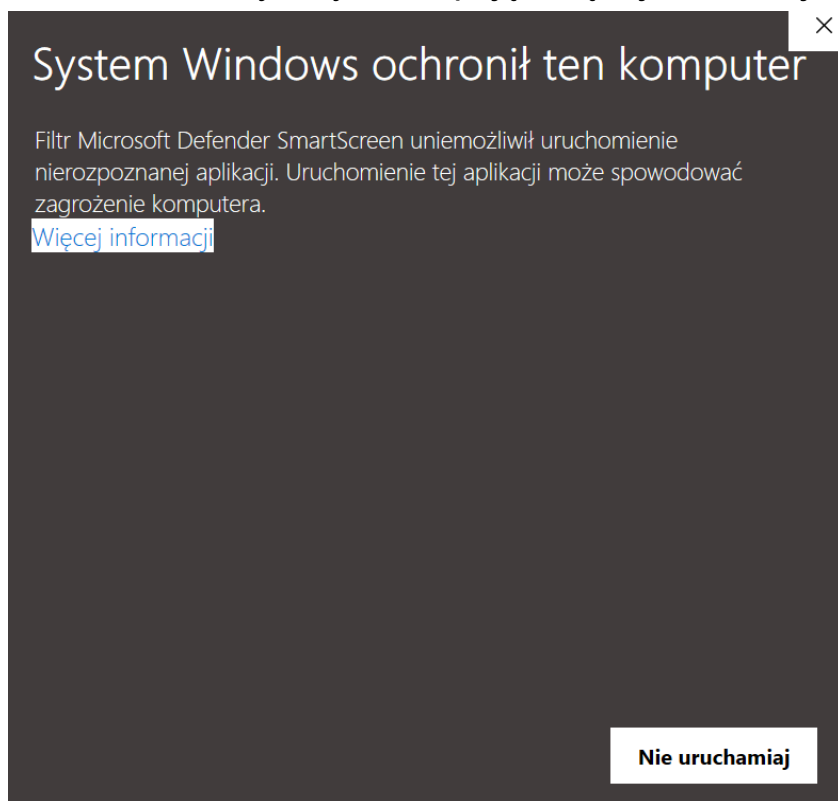 System Windows ochronił ten komputer
Filtr Microsoft Defender SmartScreen uniemożliwił uruchomienie
nierozpoznanej aplikacji. Uruchomienie tej aplikacji może spowodować
zagrożenie komputera.
Więcej informacji
Nie uruchamiaj